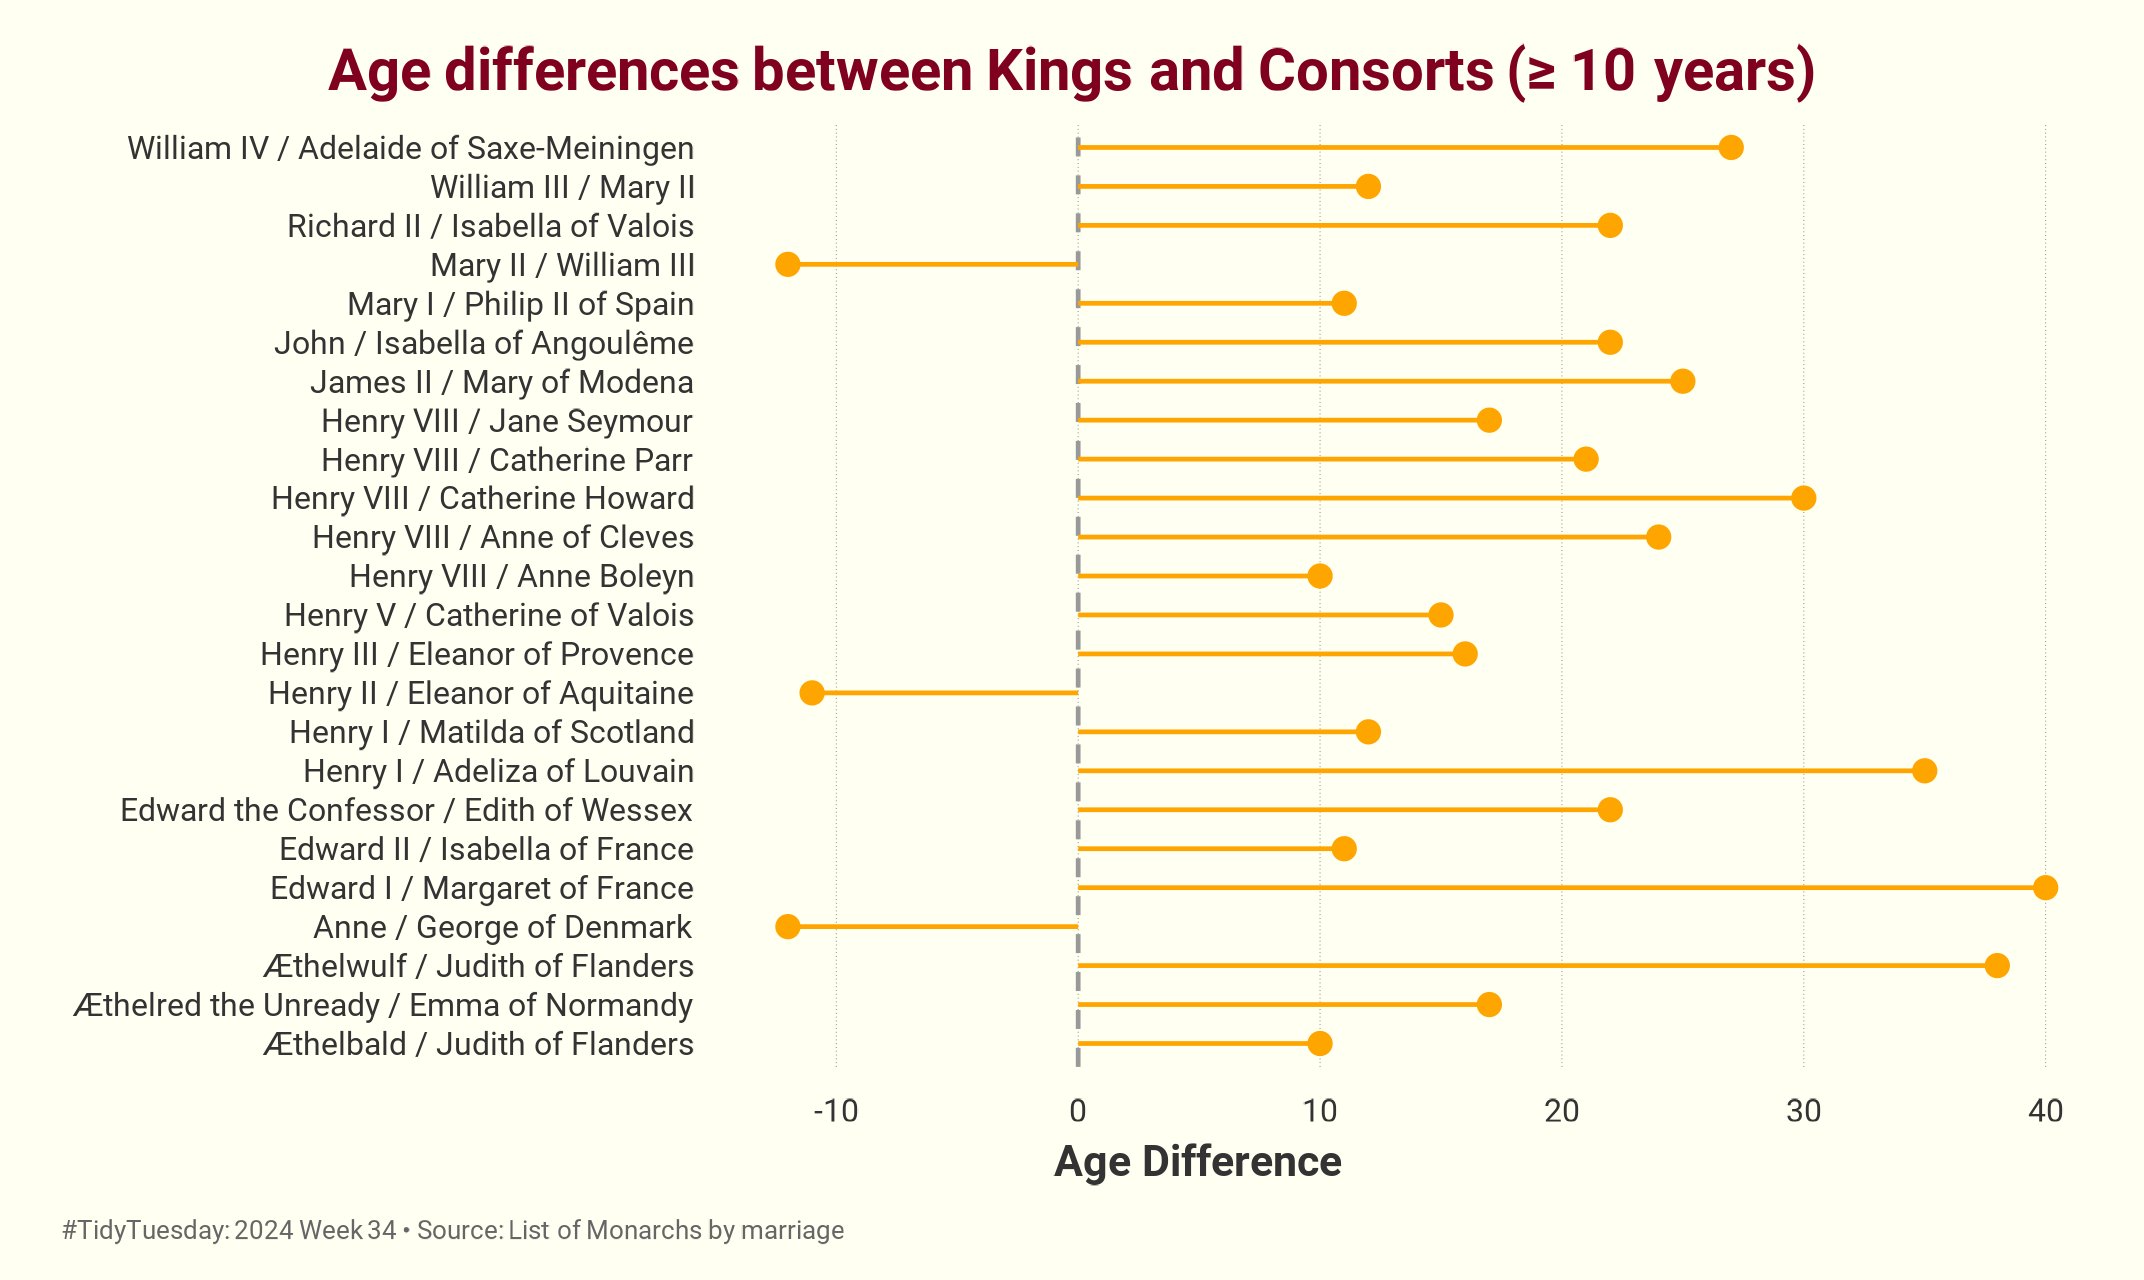 Age differences between Kings and Consorts (≥ 10 years)
William IV / Adelaide of Saxe-Meiningen
William III / Mary II
Richard II / Isabella of Valois
Mary II / William III
Mary I / Philip II of Spain
John / Isabella of Angoulême
James II / Mary of Modena
Henry VIII / Jane Seymour
Henry VIII / Catherine Parr
Henry VIII / Catherine Howard
Henry VIII / Anne of Cleves
Henry VIII / Anne Boleyn
Henry V / Catherine of Valois
Henry III / Eleanor of Provence
Henry II / Eleanor of Aquitaine
Henry I / Matilda of Scotland
Henry I / Adeliza of Louvain
Edward the Confessor / Edith of Wessex
Edward II / Isabella of France
Edward I / Margaret of France
Anne / George of Denmark
Æthelwulf / Judith of Flanders
Æthelred the Unready / Emma of Normandy
Æthelbald / Judith of Flanders
-10 0 10 20 30 40
Age Difference
#TidyTuesday: 2024 Week 34 • Source: List of Monarchs by marriage